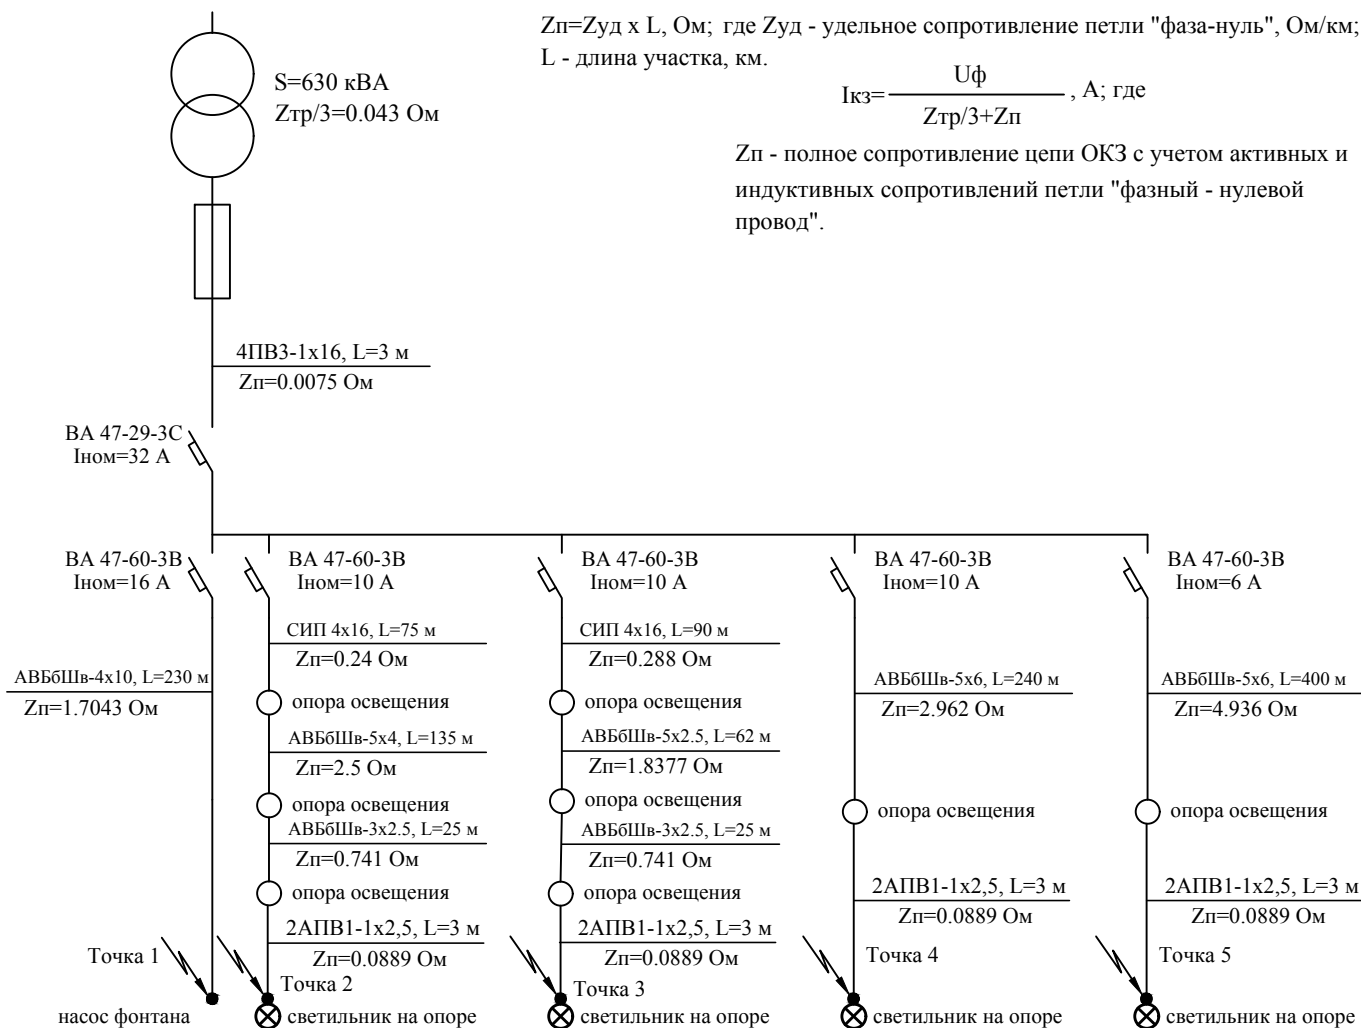 Zп=Zуд x L, Ом; где Zуд - удельное сопротивление петли "фаза-нуль", Ом/км;
L - длина участка, км.
Uф
Iкз= , А; где
Zтр/3+Zп
Zп - полное сопротивление цепи ОКЗ с учетом активных и
индуктивных сопротивлений петли "фазный - нулевой
провод".
S=630 кВА
Zтр/3=0.043 Ом
4ПВ3-1х16, L=3 м
Zп=0.0075 Ом
ВА 47-29-3С
Iном=32 А
ВА 47-60-3В
Iном=16 А
АВБбШв-4х10, L=230 м
Zп=1.7043 Ом
Точка 1
насос фонтана
ВА 47-60-3В
Iном=10 А
СИП 4х16, L=75 м
Zп=0.24 Ом
опора освещения
АВБбШв-5х4, L=135 м
Zп=2.5 Ом
опора освещения
АВБбШв-3х2.5, L=25 м
Zп=0.741 Ом
опора освещения
2АПВ1-1х2,5, L=3 м
Zп=0.0889 Ом
Точка 2
светильник на опоре
ВА 47-60-3В
Iном=10 А
СИП 4х16, L=90 м
Zп=0.288 Ом
опора освещения
АВБбШв-5х2.5, L=62 м
Zп=1.8377 Ом
опора освещения
АВБбШв-3х2.5, L=25 м
Zп=0.741 Ом
опора освещения
2АПВ1-1х2,5, L=3 м
Zп=0.0889 Ом
Точка 3
светильник на опоре
ВА 47-60-3В
Iном=10 А
АВБбШв-5х6, L=240 м
Zп=2.962 Ом
опора освещения
2АПВ1-1х2,5, L=3 м
Zп=0.0889 Ом
Точка 4
светильник на опоре
ВА 47-60-3В
Iном=6 А
АВБбШв-5х6, L=400 м
Zп=4.936 Ом
опора освещения
2АПВ1-1х2,5, L=3 м
Zп=0.0889 Ом
Точка 5
светильник на опоре